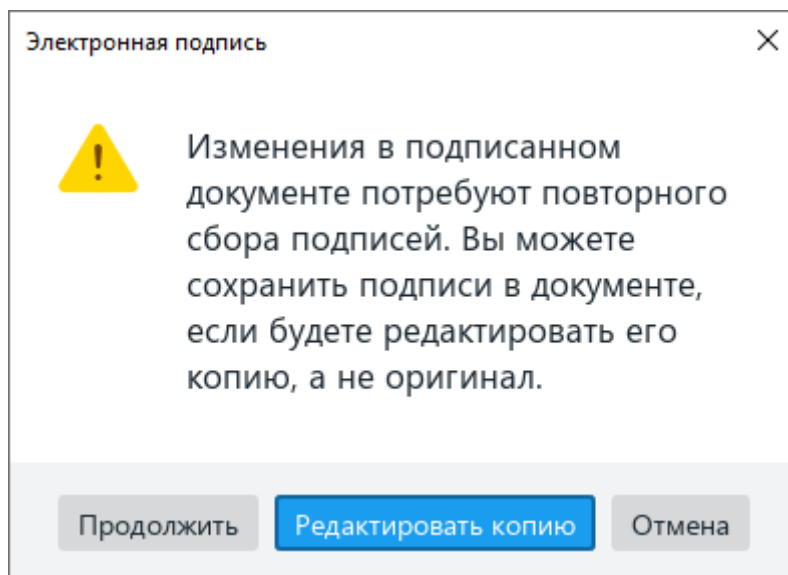 Электронная подпись
Изменения в подписанном
документе потребуют повторного
сбора подписей. Вы можете
сохранить подписи в документе,
если будете редактировать его
копию, а не оригинал.
Продолжить Редактировать копию Отмена